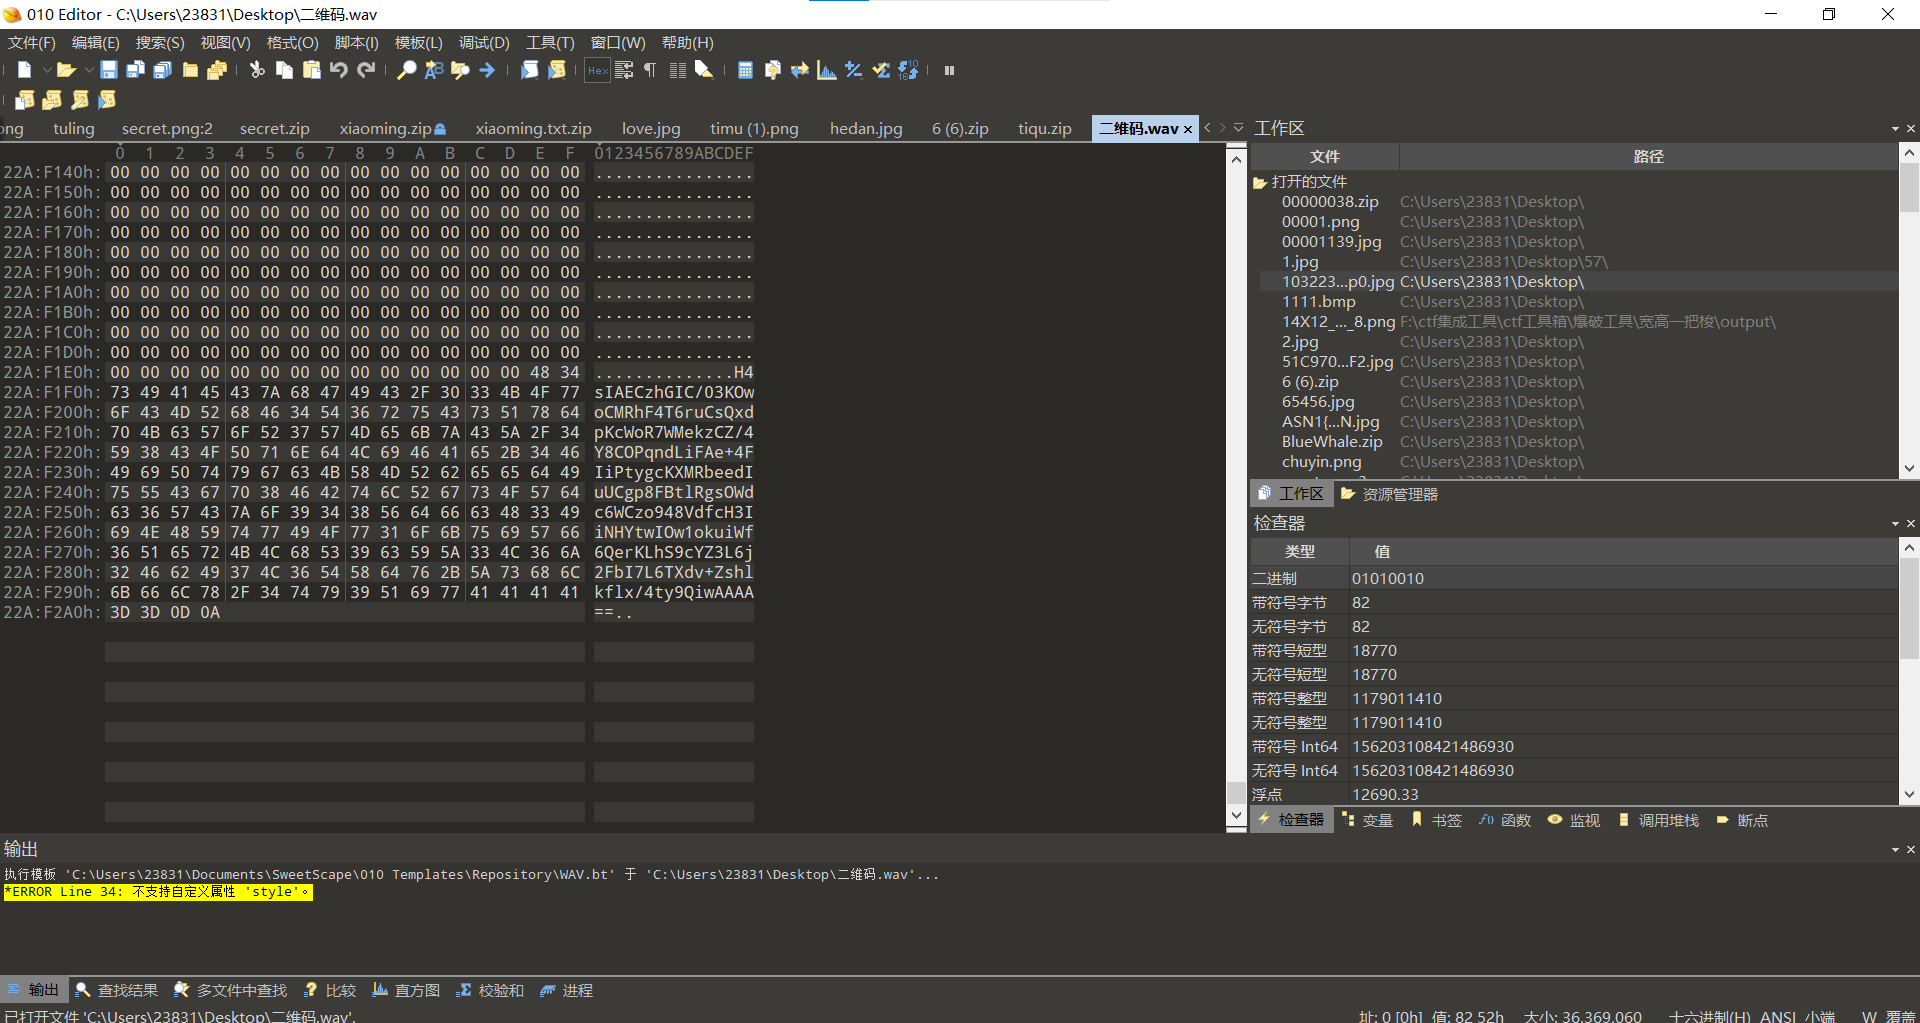 010 Editor - C:\Users\23831\Desktop\二维码.wav
文件(F) 编辑(E) 搜索(S) 视图(V) 格式(O) 脚本(I) 模板(L) 调试(D) 工具(T) 窗口(W) 帮助(H)
Hex
ong tuling secret.png:2 secret.zip xiaoming.zip xiaoming.txt.zip love.jpg timu (1).png hedan.jpg 6 (6).zip tiqu.zip 二维码.wav
0 1 2 3 4 5 6 7 8 9 A B C D E F 0123456789ABCDEF
22A:F140h: 00 00 00 00 00 00 00 00 00 00 00 00 00 00 00 00 ................
22A:F150h: 00 00 00 00 00 00 00 00 00 00 00 00 00 00 00 00 ................
22A:F160h: 00 00 00 00 00 00 00 00 00 00 00 00 00 00 00 00 ................
22A:F170h: 00 00 00 00 00 00 00 00 00 00 00 00 00 00 00 00 ................
22A:F180h: 00 00 00 00 00 00 00 00 00 00 00 00 00 00 00 00 ................
22A:F190h: 00 00 00 00 00 00 00 00 00 00 00 00 00 00 00 00 ................
22A:F1A0h: 00 00 00 00 00 00 00 00 00 00 00 00 00 00 00 00 ................
22A:F1B0h: 00 00 00 00 00 00 00 00 00 00 00 00 00 00 00 00 ................
22A:F1C0h: 00 00 00 00 00 00 00 00 00 00 00 00 00 00 00 00 ................
22A:F1D0h: 00 00 00 00 00 00 00 00 00 00 00 00 00 00 00 00 ................
22A:F1E0h: 00 00 00 00 00 00 00 00 00 00 00 00 00 00 48 34 ..............H4
22A:F1F0h: 73 49 41 45 43 7A 68 47 49 43 2F 30 33 4B 4F 77 sIAECzhGIC/03KOw
22A:F200h: 6F 43 4D 52 68 46 34 54 36 72 75 43 73 51 78 64 oCMRhF4T6ruCsQxd
22A:F210h: 70 4B 63 57 6F 52 37 57 4D 65 6B 7A 43 5A 2F 34 pKcWoR7WMekzCZ/4
22A:F220h: 59 38 43 4F 50 71 6E 64 4C 69 46 41 65 2B 34 46 Y8COPqndLiFAe+4F
22A:F230h: 49 69 50 74 79 67 63 4B 58 4D 52 62 65 65 64 49 IiPtygcKXMRbeedI
22A:F240h: 75 55 43 67 70 38 46 42 74 6C 52 67 73 4F 57 64 uUCgp8FBtlRgsOWd
22A:F250h: 63 36 57 43 7A 6F 39 34 38 56 64 66 63 48 33 49 c6WCzo948VdfcH3I
22A:F260h: 69 4E 48 59 74 77 49 4F 77 31 6F 6B 75 69 57 66 iNHYtwIOw1okuiWf
22A:F270h: 36 51 65 72 4B 4C 68 53 39 63 59 5A 33 4C 36 6A 6QerKLhS9cYZ3L6j
22A:F280h: 32 46 62 49 37 4C 36 54 58 64 76 2B 5A 73 68 6C 2FbI7L6TXdv+Zshl
22A:F290h: 6B 66 6C 78 2F 34 74 79 39 51 69 77 41 41 41 41 kflx/4ty9QiwAAAA
22A:F2A0h: 3D 3D 0D 0A ==..
工作区
文件 路径
打开的文件
00000038.zip C:\Users\23831\Desktop\
00001.png C:\Users\23831\Desktop\
00001139.jpg C:\Users\23831\Desktop\
1.jpg C:\Users\23831\Desktop\57\
103223...p0.jpg C:\Users\23831\Desktop\
1111.bmp C:\Users\23831\Desktop\
14X12_..._8.png F:\ctf集成工具\ctf工具箱\爆破工具\宽高一把梭\output\
2.jpg C:\Users\23831\Desktop\
51C970...F2.jpg C:\Users\23831\Desktop\
6 (6).zip C:\Users\23831\Desktop\
65456.jpg C:\Users\23831\Desktop\
ASN1{...N.jpg C:\Users\23831\Desktop\
BlueWhale.zip C:\Users\23831\Desktop\
chuyin.png C:\Users\23831\Desktop\
工作区 资源管理器
检查器
类型 值
二进制 01010010
带符号字节 82
无符号字节 82
带符号短型 18770
无符号短型 18770
带符号整型 1179011410
无符号整型 1179011410
带符号 Int64 156203108421486930
无符号 Int64 156203108421486930
浮点 12690.33
检查器 变量 书签 函数 监视 调用堆栈 断点
输出
执行模板 'C:\Users\23831\Documents\SweetScape\010 Templates\Repository\WAV.bt' 于 'C:\Users\23831\Desktop\二维码.wav'...
*ERROR Line 34: 不支持自定义属性 'style'。
输出 查找结果 多文件中查找 比较 直方图 校验和 进程
已打开文件 'C:\Users\23831\Desktop\二维码.wav'.
址: 0 [0h] 值: 82 52h 大小: 36,369,060 十六进制(H) ANSI 小端 W 覆盖